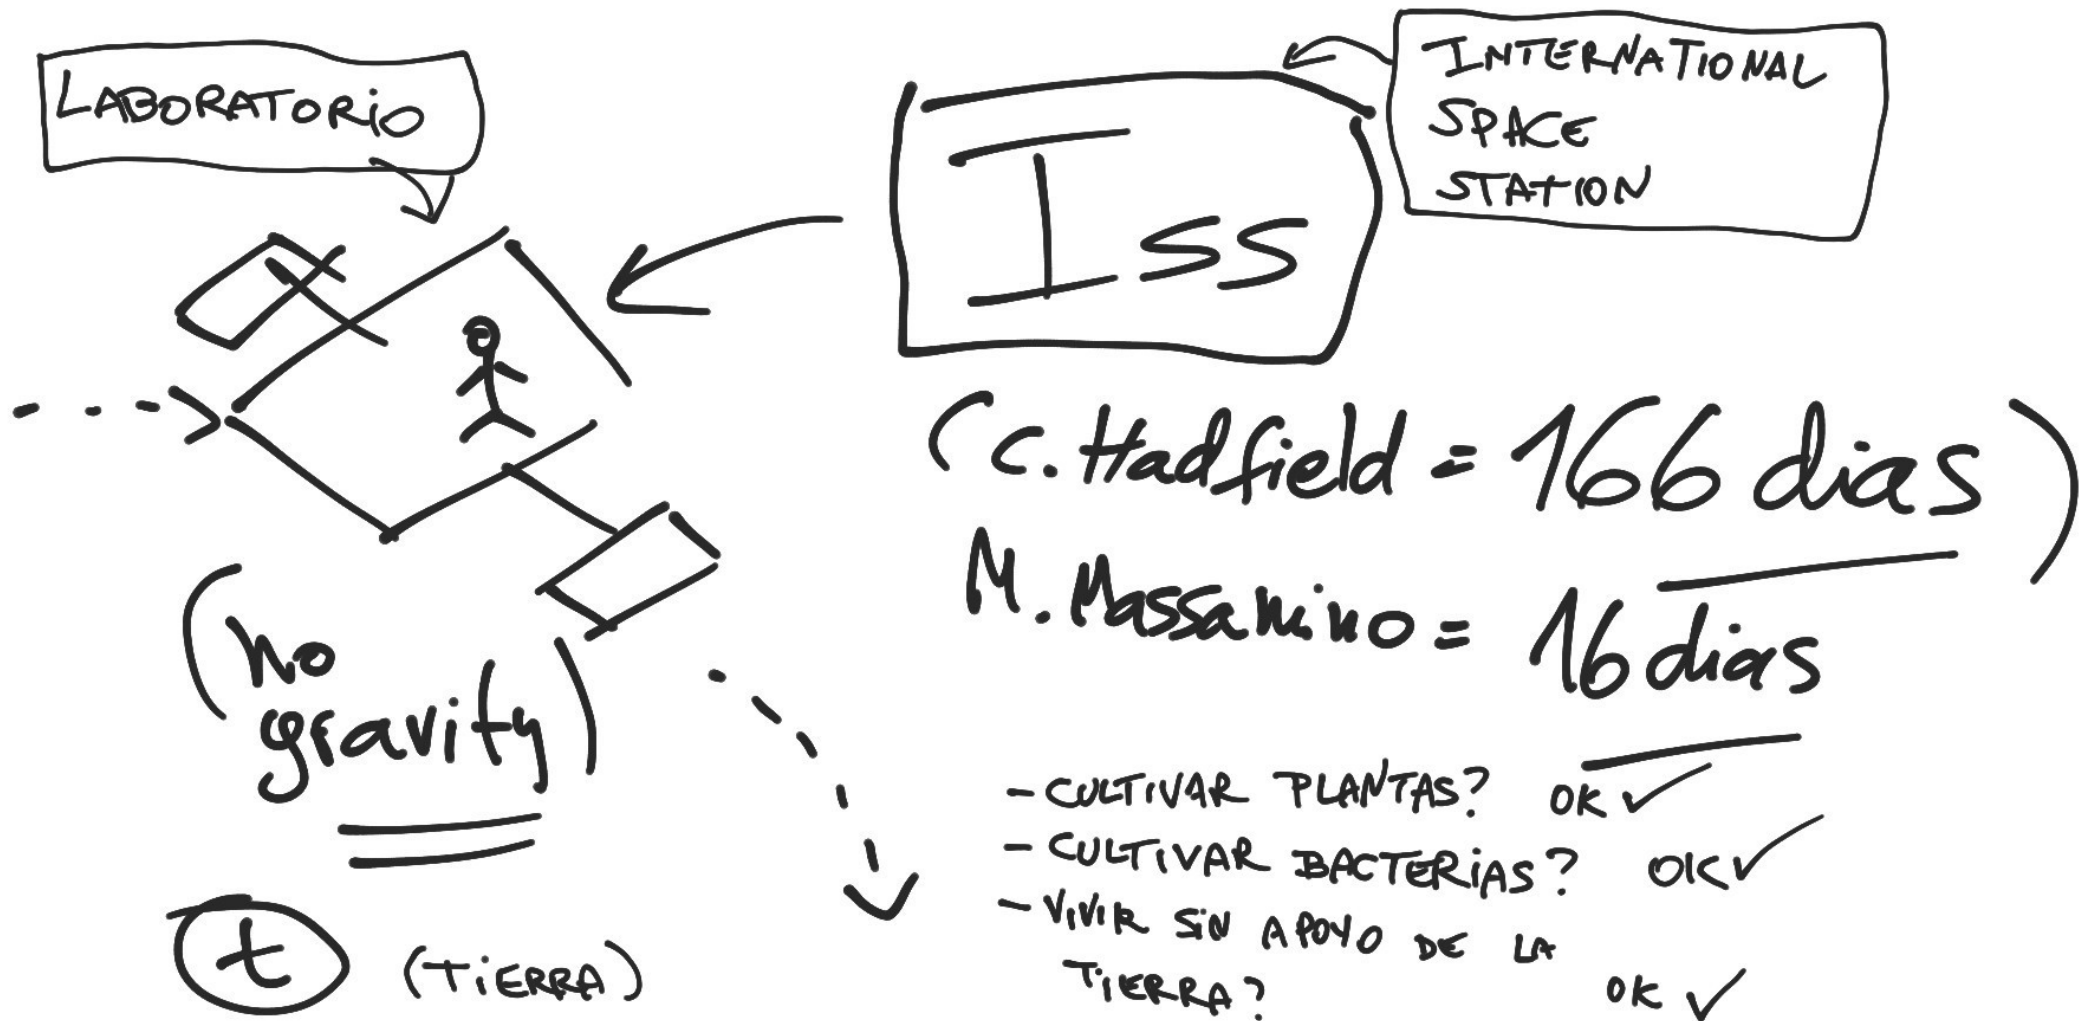 LABORATORIO
ISS
INTERNATIONAL
SPACE
STATION
(C. Hadfield = 166 dias)
M. Massamino = 16 dias
(no
gravity)
- CULTIVAR PLANTAS? OK ✓
- CULTIVAR BACTERIAS? OK ✓
- VIVIR SIN APOYO DE LA
TIERRA? OK ✓
t (TIERRA)